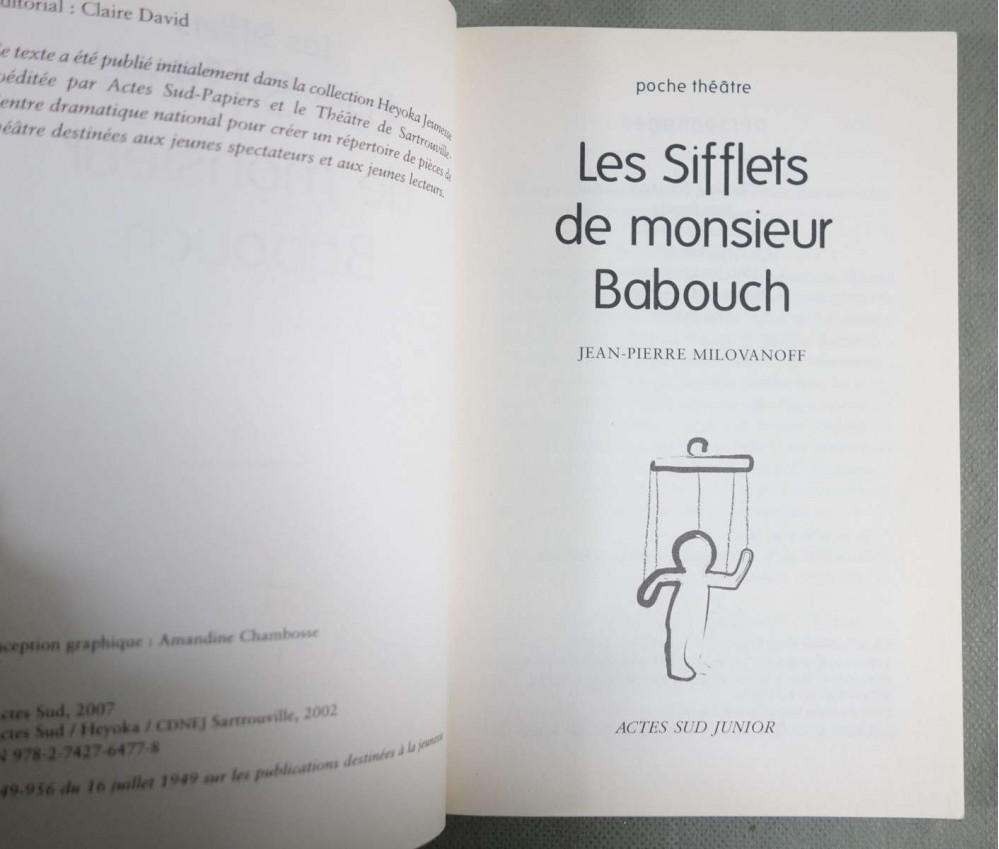 ditorial : Claire David
e texte a été publié initialement dans la collection Heyoka Jeunesse
oéditée par Actes Sud-Papiers et le Théâtre de Sartrouville-
entre dramatique national pour créer un répertoire de pièces de
éâtre destinées aux jeunes spectateurs et aux jeunes lecteurs.
nception graphique : Amandine Chambosse
ctes Sud, 2007
ctes Sud / Heyoka / CDNEJ Sartrouville, 2002
N 978-2-7427-6477-8
49-956 du 16 juillet 1949 sur les publications destinées à la jeunesse
poche théâtre
Les Sifflets
de monsieur
Babouch
JEAN-PIERRE MILOVANOFF
ACTES SUD JUNIOR